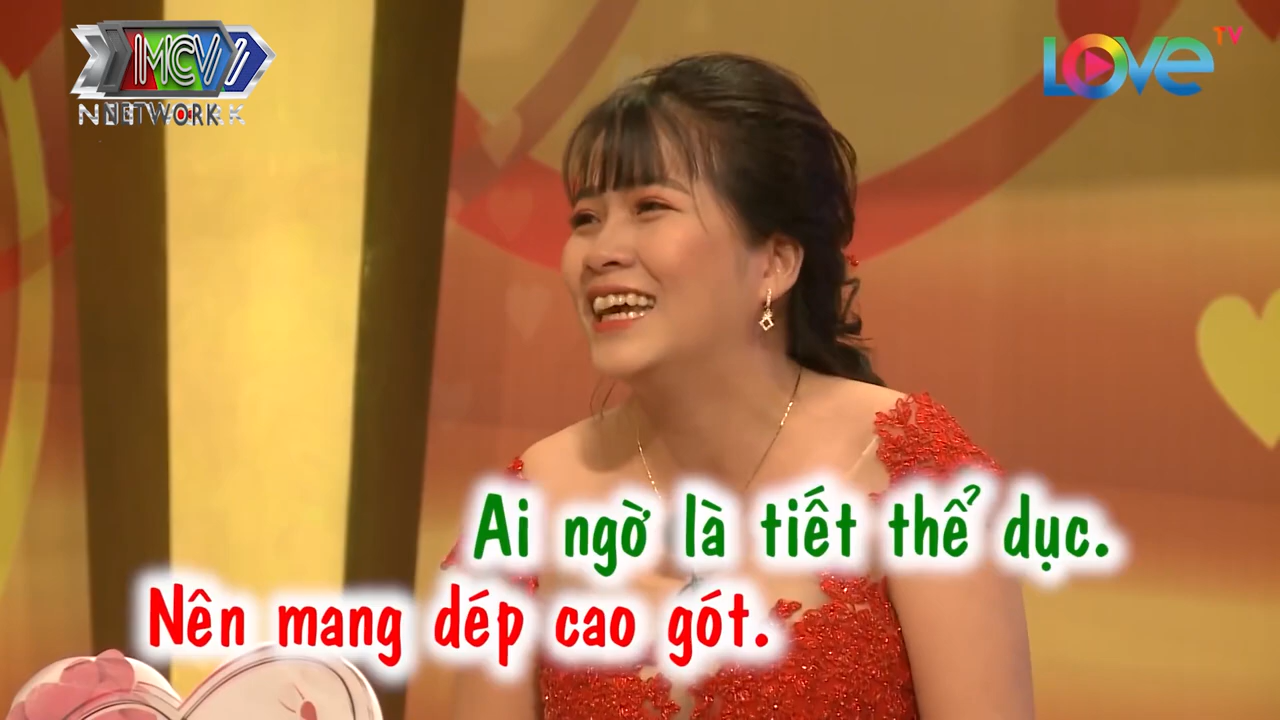 MCV
NETWORK
LOVE TV
Ai ngờ là tiết thể dục.
Nên mang dép cao gót.